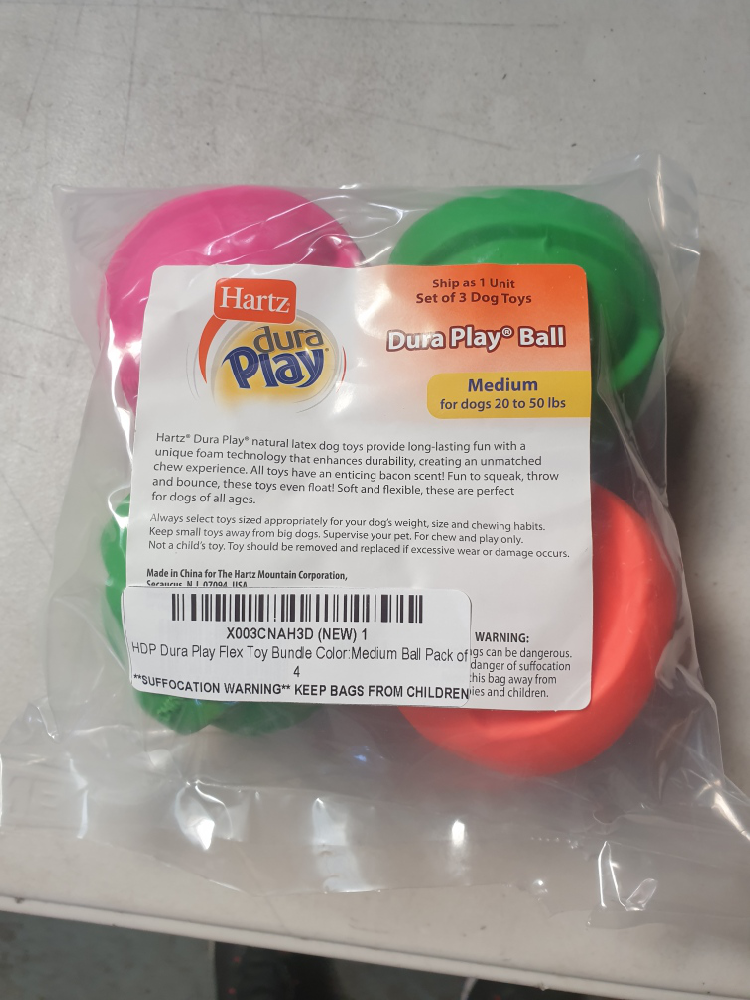 Hartz
dura
Play®
Ship as 1 Unit
Set of 3 Dog Toys
Dura Play® Ball
Medium
for dogs 20 to 50 lbs
Hartz® Dura Play® natural latex dog toys provide long-lasting fun with a
unique foam technology that enhances durability, creating an unmatched
chew experience. All toys have an enticing bacon scent! Fun to squeak, throw
and bounce, these toys even float! Soft and flexible, these are perfect
for dogs of all ages.
Always select toys sized appropriately for your dog's weight, size and chewing habits.
Keep small toys away from big dogs. Supervise your pet. For chew and play only.
Not a child's toy. Toy should be removed and replaced if excessive wear or damage occurs.
Made in China for The Hartz Mountain Corporation,
Secaucus, N.J. 07094, USA
WARNING:
gs can be dangerous.
danger of suffocation
this bag away from
ies and children.
X003CNAH3D (NEW) 1
HDP Dura Play Flex Toy Bundle Color:Medium Ball Pack of
4
**SUFFOCATION WARNING** KEEP BAGS FROM CHILDREN